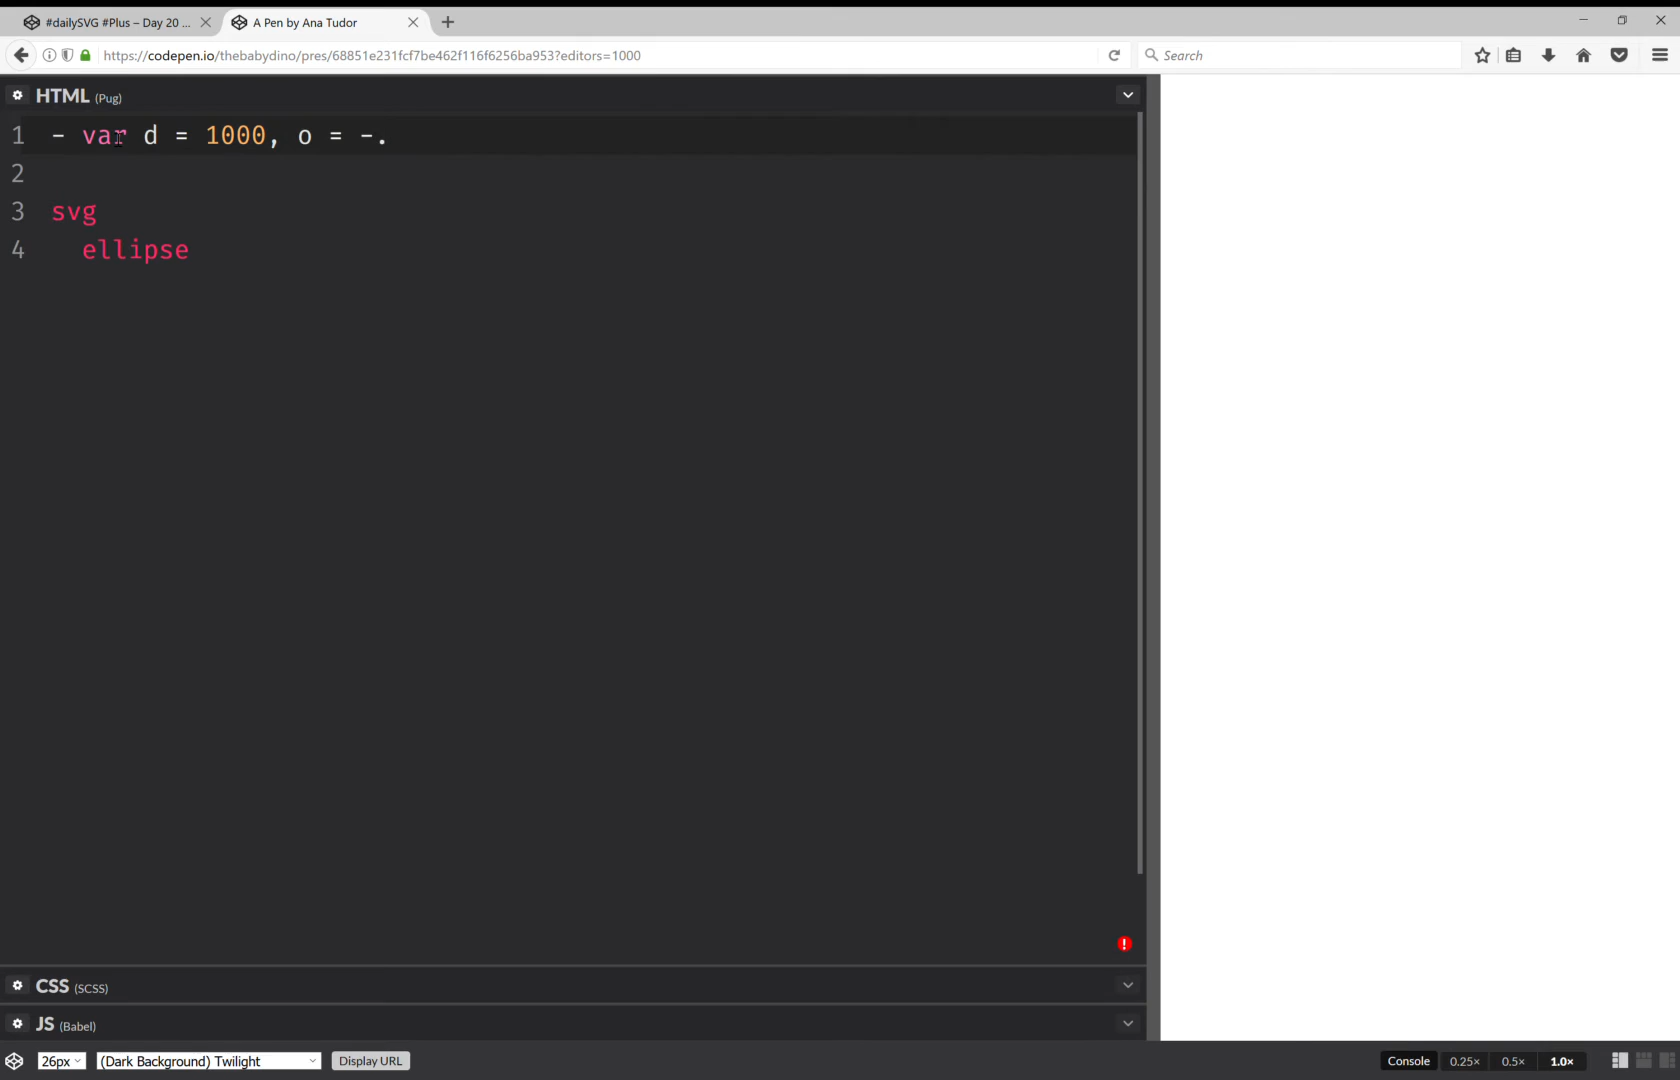 #dailySVG #Plus – Day 20 ...
A Pen by Ana Tudor
https://codepen.io/thebabydino/pres/68851e231fcf7be462f116f6256ba953?editors=1000
Search
HTML (Pug)
1 - var d = 1000, o = -.
2
3 svg
4 ellipse
CSS (SCSS)
JS (Babel)
26px
(Dark Background) Twilight
Display URL
Console
0.25×
0.5×
1.0×